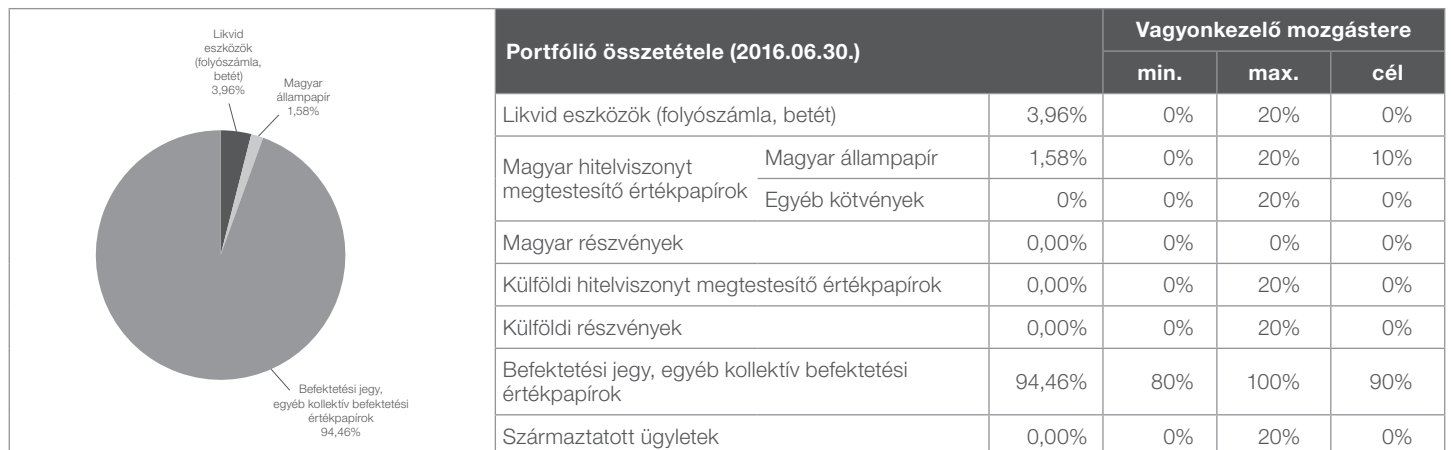 Likvid
eszközök
(folyószámla,
betét)
3,96%
Magyar
állampapír
1,58%
Befektetési jegy,
egyéb kollektív befektetési
értékpapírok
94,46%
Portfólió összetétele (2016.06.30.) Vagyonkezelő mozgástere
min. max. cél
Likvid eszközök (folyószámla, betét) 3,96% 0% 20% 0%
Magyar hitelviszonyt
megtestesítő értékpapírok
Magyar állampapír 1,58% 0% 20% 10%
Egyéb kötvények 0% 0% 20% 0%
Magyar részvények 0,00% 0% 0% 0%
Külföldi hitelviszonyt megtestesítő értékpapírok 0,00% 0% 20% 0%
Külföldi részvények 0,00% 0% 20% 0%
Befektetési jegy, egyéb kollektív befektetési
értékpapírok 94,46% 80% 100% 90%
Származtatott ügyletek 0,00% 0% 20% 0%